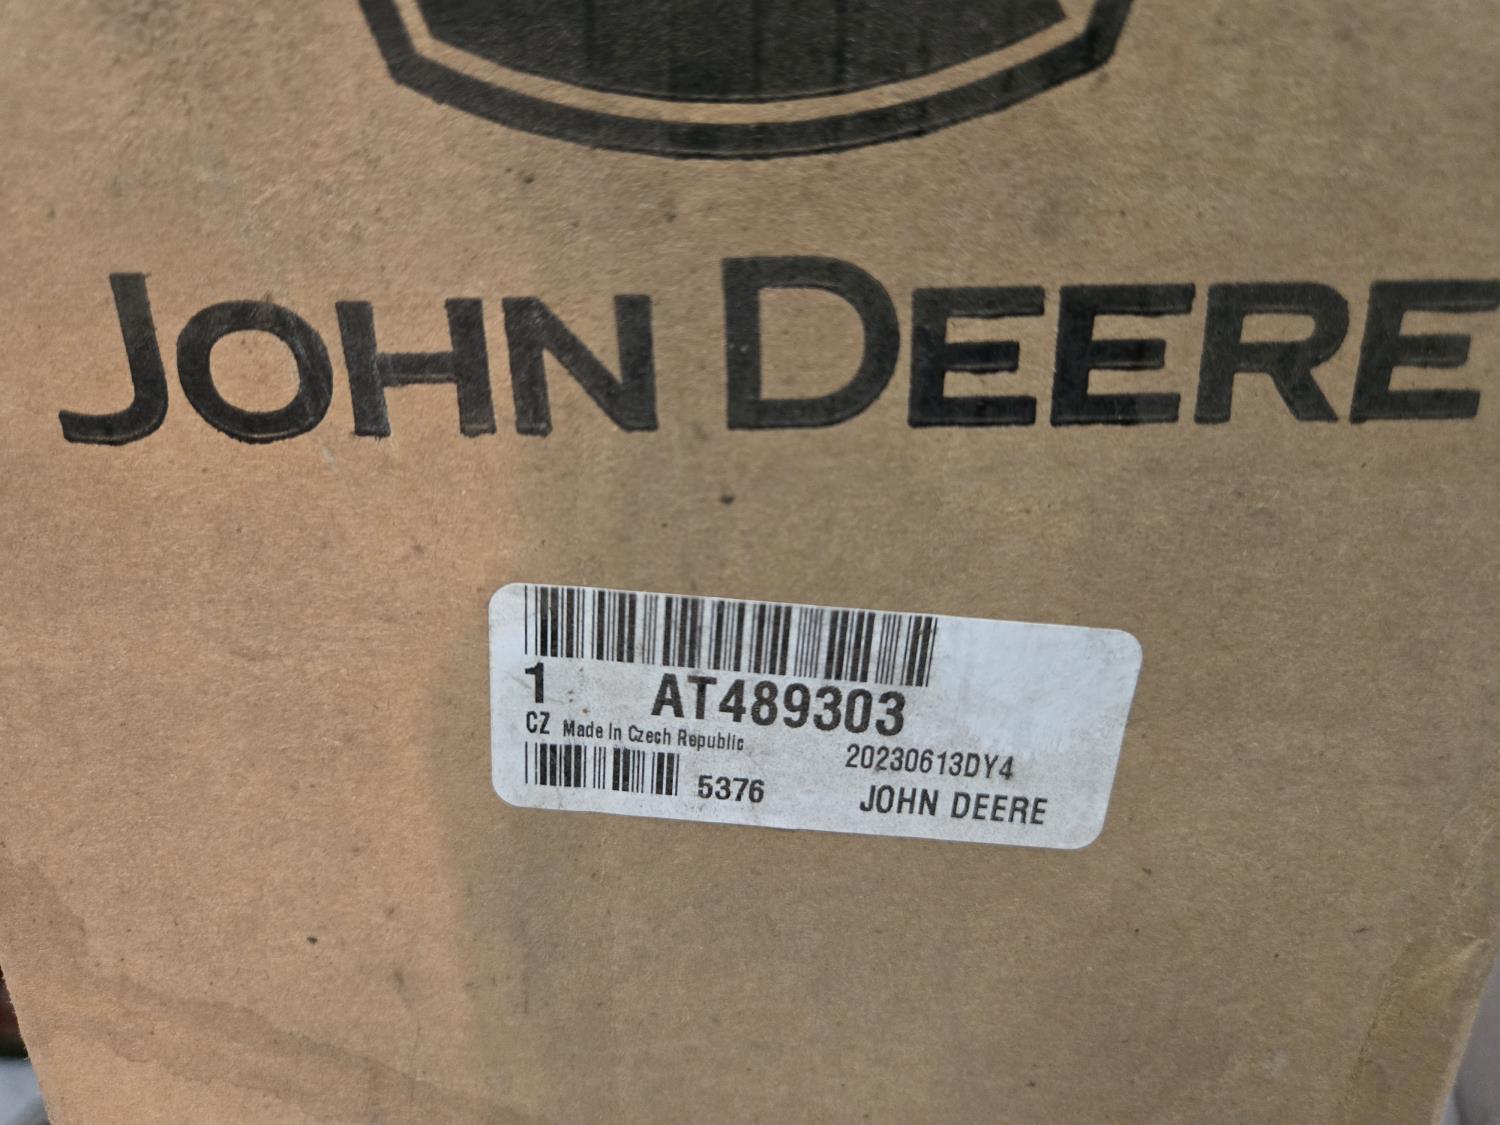 JOHN DEERE
1 AT489303
CZ Made In Czech Republic
20230613DY4
5376 JOHN DEERE